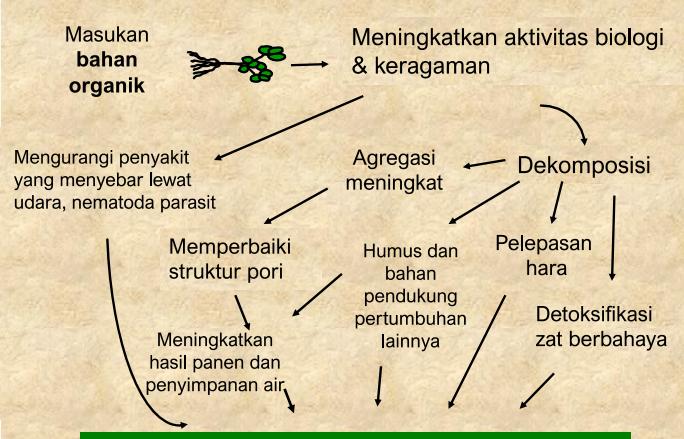 Masukan
bahan
organik
Meningkatkan aktivitas biologi
& keragaman
Mengurangi penyakit
yang menyebar lewat
udara, nematoda parasit
Agregasi
meningkat
Dekomposisi
Memperbaiki
struktur pori
Humus dan
bahan
pendukung
pertumbuhan
lainnya
Pelepasan
hara
Detoksifikasi
zat berbahaya
Meningkatkan
hasil panen dan
penyimpanan air